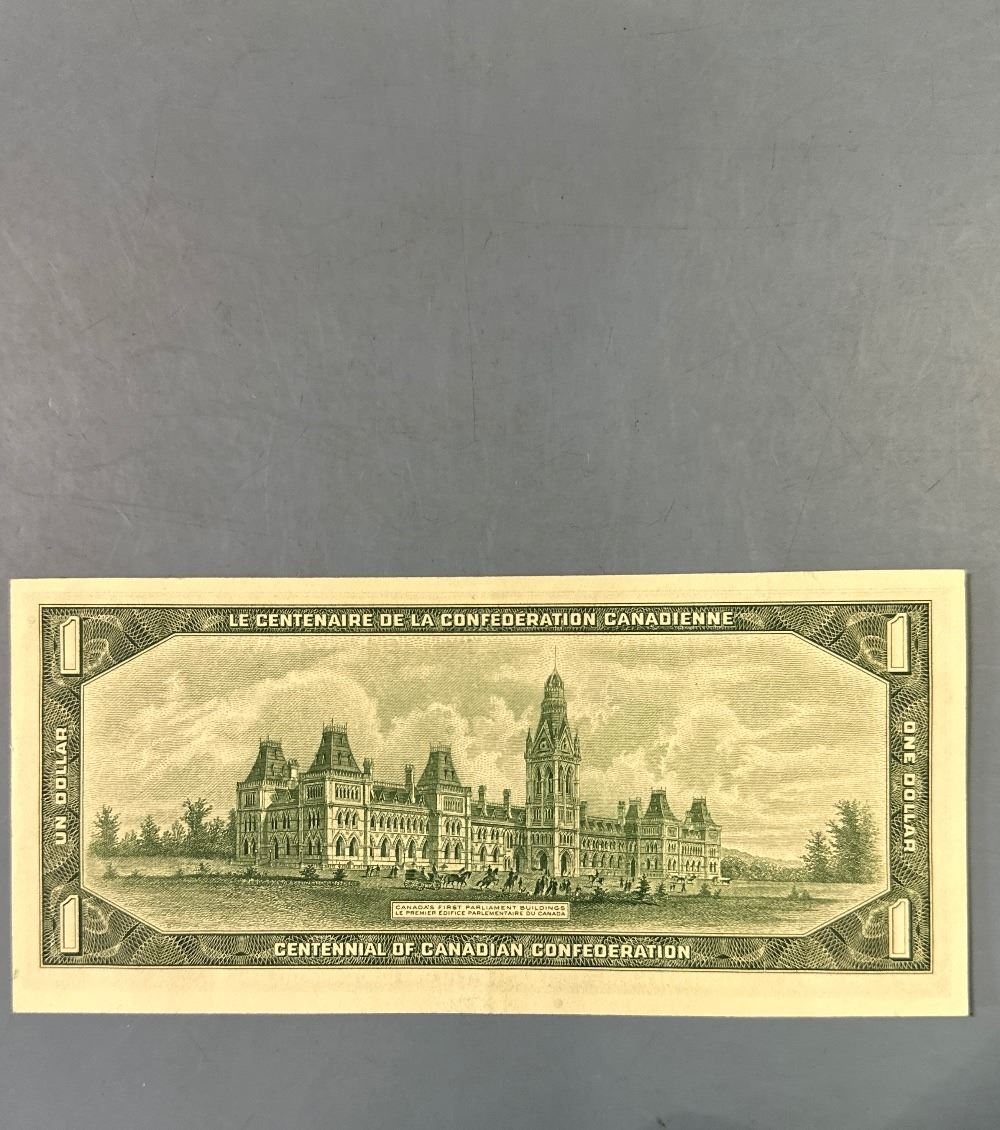 1 LE CENTENAIRE DE LA CONFEDERATION CANADIENNE 1
UN DOLLAR
ONE DOLLAR
CANADA'S FIRST PARLIAMENT BUILDINGS
LE PREMIER EDIFICE PARLEMENTAIRE DU CANADA
1 CENTENNIAL OF CANADIAN CONFEDERATION 1